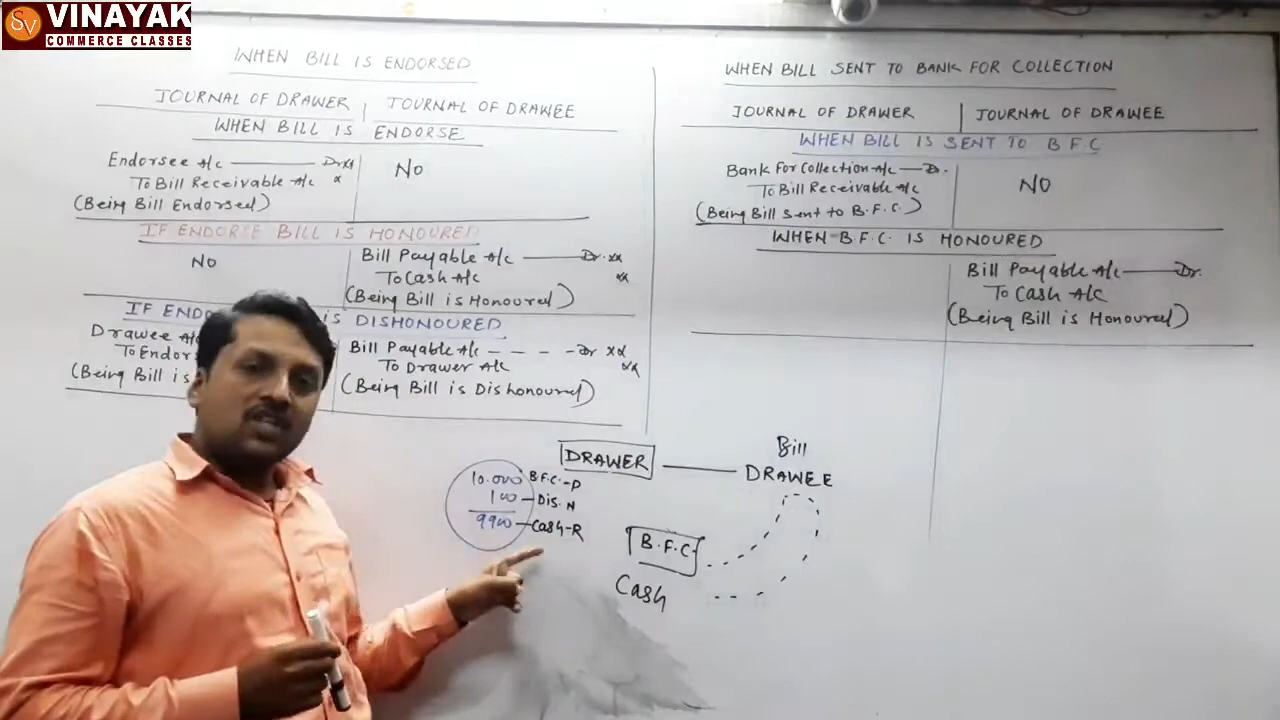 SV
VINAYAK
COMMERCE CLASSES
WHEN BILL IS ENDORSED
JOURNAL OF DRAWER JOURNAL OF DRAWEE
WHEN BILL IS ENDORSE
Endorsee A/c Dr xx
To Bill Receivable A/c x
(Being Bill Endorsed)
NO
IF ENDORSE BILL IS HONOURED
NO
Bill Payable A/c Dr. xx
To Cash A/c xx
(Being Bill is Honoured)
IF ENDO IS DISHONOURED
Drawee A/c
To Endor
(Being Bill is
Bill Payable A/c - - - - Dr xx
To Drawer A/c xx
(Being Bill is Dishonoured)
WHEN BILL SENT TO BANK FOR COLLECTION
JOURNAL OF DRAWER JOURNAL OF DRAWEE
WHEN BILL IS SENT TO B F C
Bank For Collection A/c Dr.
To Bill Receivable A/c
(Being Bill Sent to B.F.C.)
NO
WHEN B.F.C. IS HONOURED
Bill Payable A/c Dr.
To Cash A/c
(Being Bill is Honoured)
DRAWER
Bill
DRAWEE
10.000 B.F.C.-P
100 - Dis. N
9900 - Cash-R
B.F.C.
Cash